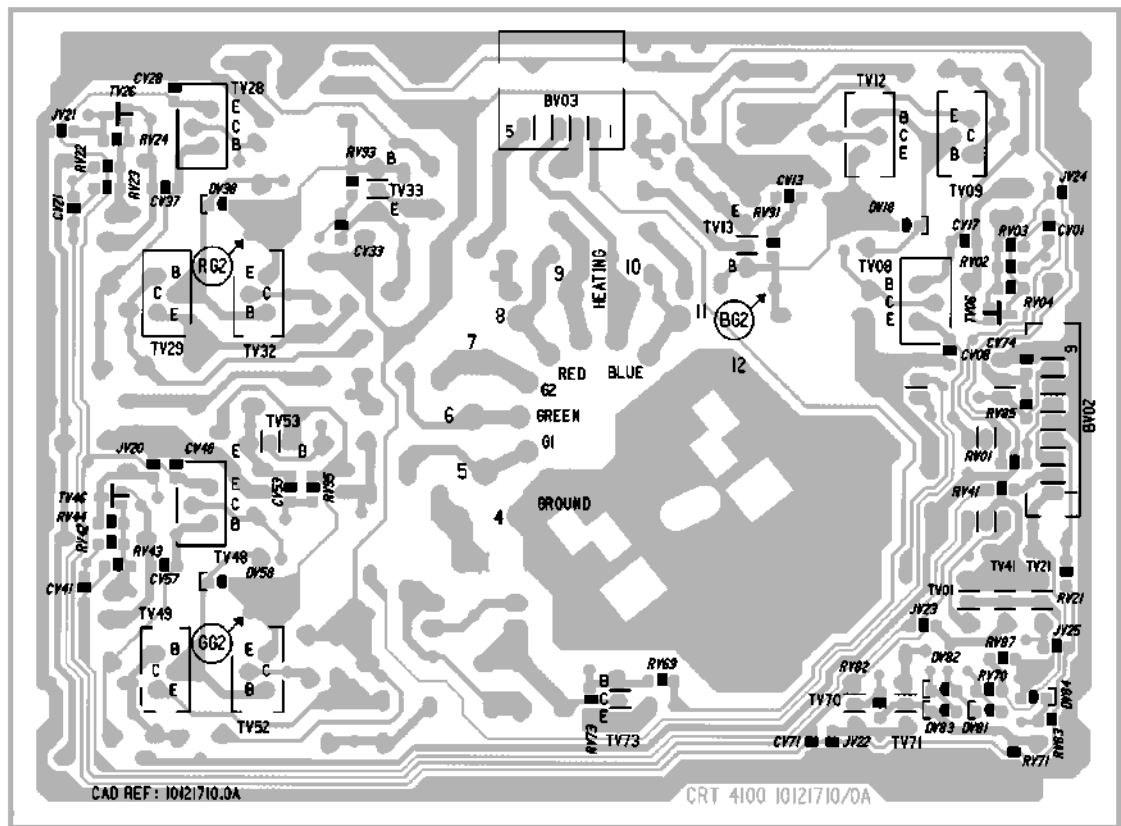 CV28
TV26
TV28
E
C
B
JV21
RV24
RV22
RV23
CV21
CV37
DV38
RV93
B
TV33
E
CV33
BV03
5
1
TV12
B
C
E
E
C
B
TV09
CV13
RV91
E
TV13
B
DV18
JV24
CV17
RV03
CV01
RV02
RV04
TV08
B
C
E
TV06
CV74
CV08
RG2
B
C
E
TV29
E
C
B
TV32
8
9
HEATING
10
11
BG2
12
7
RED
BLUE
G2
6
GREEN
G1
5
4
GROUND
9
BV02
RV85
RV01
RV41
TV53
E
B
JV20
CV48
E
C
B
CV53
RV95
TV46
RV44
RV42
RV43
CV41
CV57
TV48
DV58
TV49
GG2
B
C
E
E
C
B
TV52
TV41
TV21
TV01
RV21
JV23
JV25
RV87
RV82
DV82
RV70
DV84
TV70
DV83
DV81
RV83
RV69
B
C
E
RV73
TV73
CV71
JV22
TV71
RV71
CAD REF: 10121710.0A
CRT 4100 10121710/0A